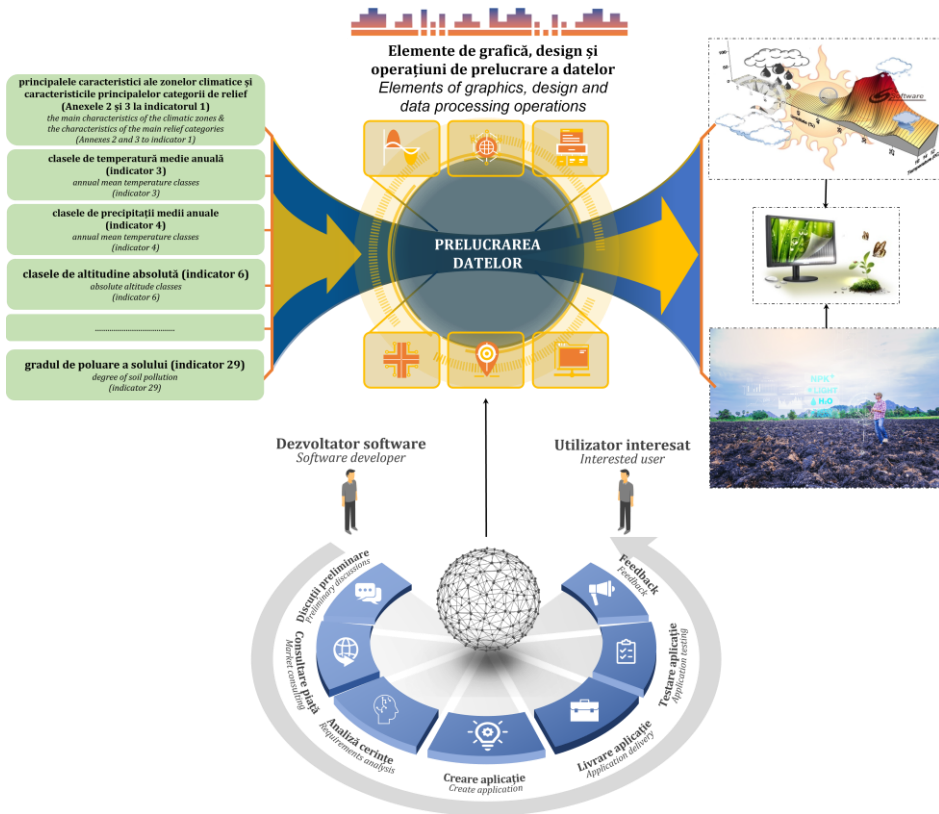 Elemente de grafică, design și
operațiuni de prelucrare a datelor
Elements of graphics, design and
data processing operations
principalele caracteristici ale zonelor climatice și
caracteristicile principalelor categorii de relief
(Anexele 2 și 3 la indicatorul 1)
the main characteristics of the climatic zones &
the characteristics of the main relief categories
(Annexes 2 and 3 to indicator 1)
clasele de temperatură medie anuală
(indicator 3)
annual mean temperature classes
(indicator 3)
clasele de precipitații medii anuale
(indicator 4)
annual mean temperature classes
(indicator 4)
clasele de altitudine absolută (indicator 6)
absolute altitude classes
(indicator 6)
......................................
gradul de poluare a solului (indicator 29)
degree of soil pollution
(indicator 29)
PRELUCRAREA
DATELOR
Software
Temperature (°C)
NPK+
LIGHT
H₂O
Dezvoltator software
Software developer
Utilizator interesat
Interested user
Discuții preliminare
Preliminary discussions
Consultare piață
Market consulting
Analiză cerințe
Requirements analysis
Creare aplicație
Create application
Livrare aplicație
Application delivery
Testare aplicație
Application testing
Feedback
Feedback